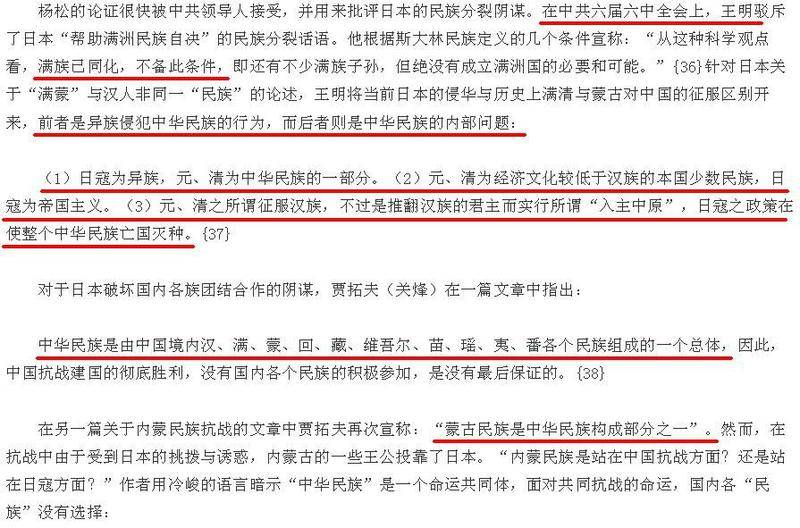 杨松的论证很快被中共领导人接受，并用来批评日本的民族分裂阴谋。在中共六届六中全会上，王明驳斥
了日本“帮助满洲民族自决”的民族分裂话语。他根据斯大林民族定义的几个条件宣称：“从这种科学观点
看，满族己同化，不备此条件，即还有不少满族子孙，但绝没有成立满洲国的必要和可能。”{36}针对日本关
于“满蒙”与汉人非同一“民族”的论述，王明将当前日本的侵华与历史上满清与蒙古对中国的征服区别开
来，前者是异族侵犯中华民族的行为，而后者则是中华民族的内部问题：
（1）日寇为异族，元、清为中华民族的一部分。（2）元、清为经济文化较低于汉族的本国少数民族，日
寇为帝国主义。（3）元、清之所谓征服汉族，不过是推翻汉族的君主而实行所谓“入主中原”，日寇之政策在
使整个中华民族亡国灭种。{37}
对于日本破坏国内各族团结合作的阴谋，贾拓夫（关烽）在一篇文章中指出：
中华民族是由中国境内汉、满、蒙、回、藏、维吾尔、苗、瑶、夷、番各个民族组成的一个总体，因此，
中国抗战建国的彻底胜利，没有国内各个民族的积极参加，是没有最后保证的。{38}
在另一篇关于内蒙民族抗战的文章中贾拓夫再次宣称：“蒙古民族是中华民族构成部分之一”。然而，在
抗战中由于受到日本的挑拨与诱惑，内蒙古的一些王公投靠了日本。“内蒙民族是站在中国抗战方面？还是站
在日寇方面？”作者用冷峻的语言暗示“中华民族”是一个命运共同体，面对共同抗战的命运，国内各“民
族”没有选择：